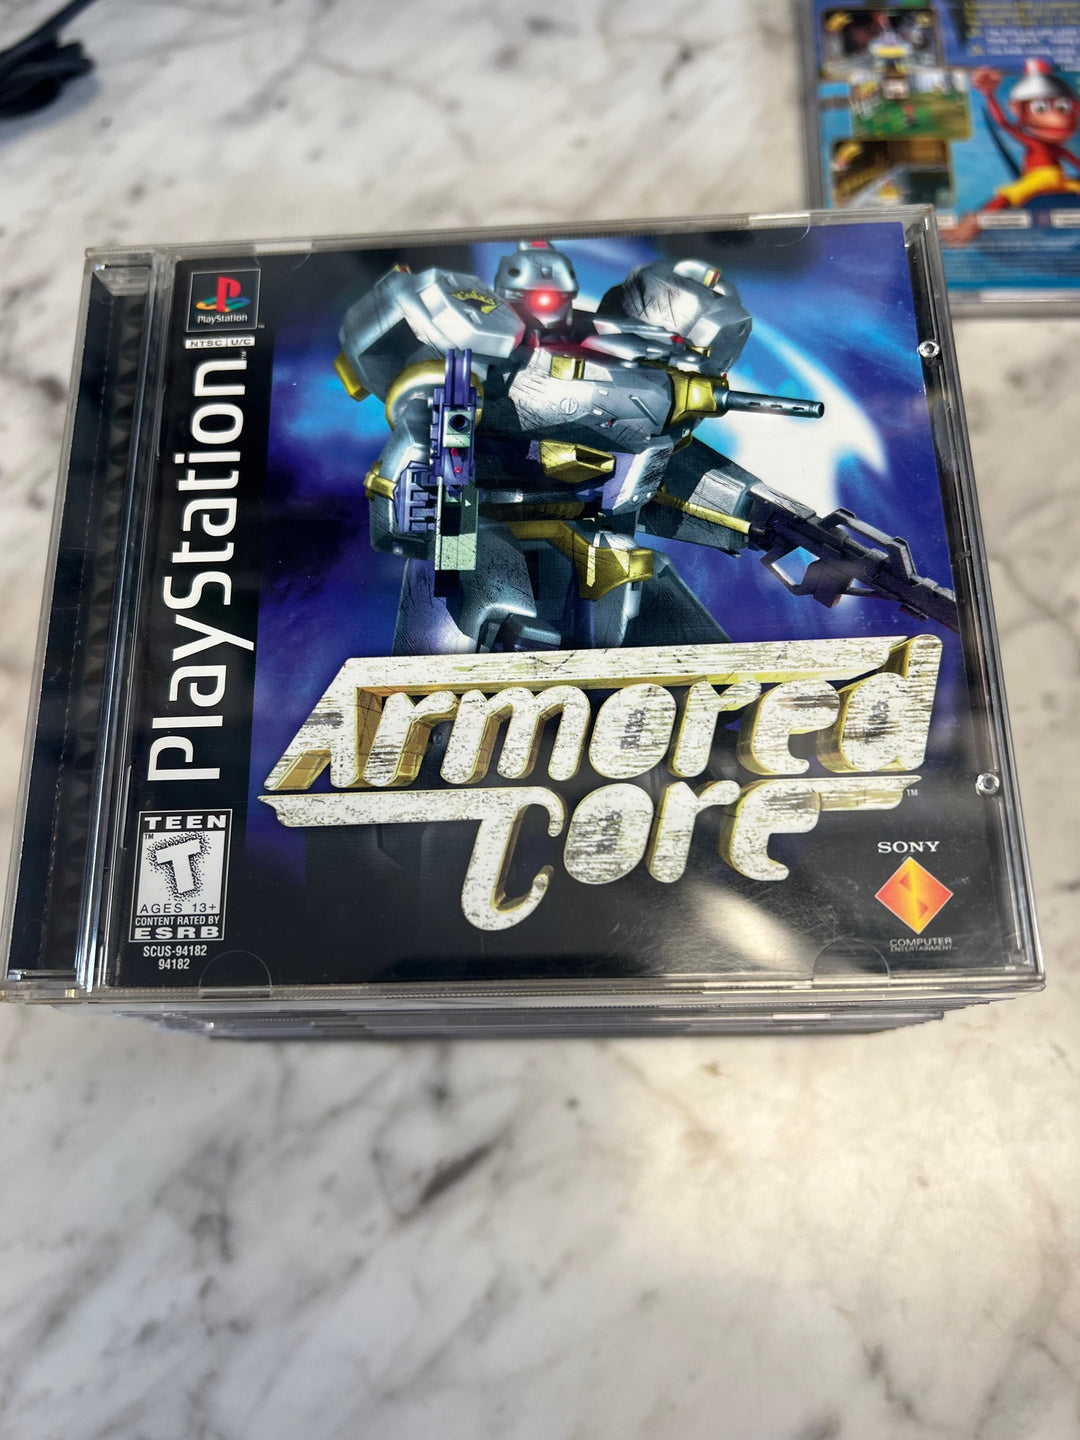 PlayStation
NTSC U/C
PlayStation
Armored
Core
TM
TEEN
TM
T
AGES 13+
CONTENT RATED BY
ESRB
SCUS-94182
94182
SONY
COMPUTER
ENTERTAINMENT